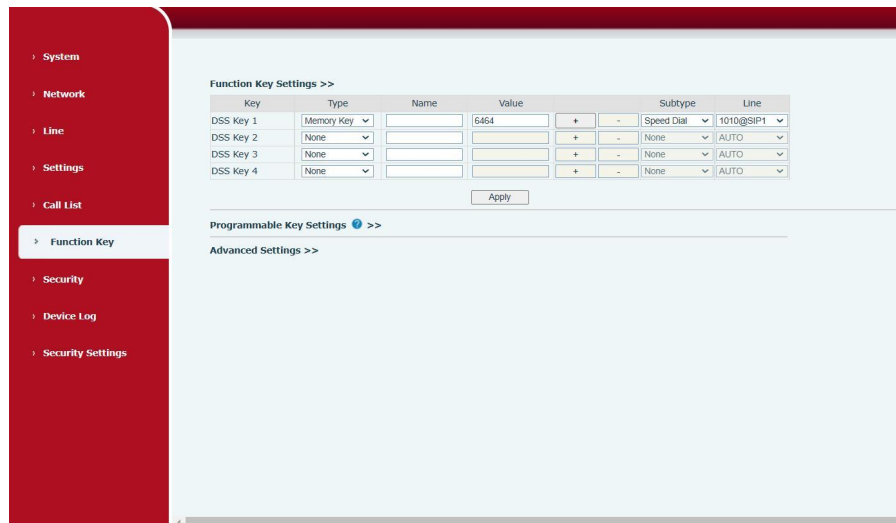 System
Network
Line
Settings
Call List
Function Key
Security
Device Log
Security Settings
Function Key Settings >>
Key Type Name Value Subtype Line
DSS Key 1 Memory Key 6464 + - Speed Dial 1010@SIP1
DSS Key 2 None + - None AUTO
DSS Key 3 None + - None AUTO
DSS Key 4 None + - None AUTO
Apply
Programmable Key Settings ? >>
Advanced Settings >>